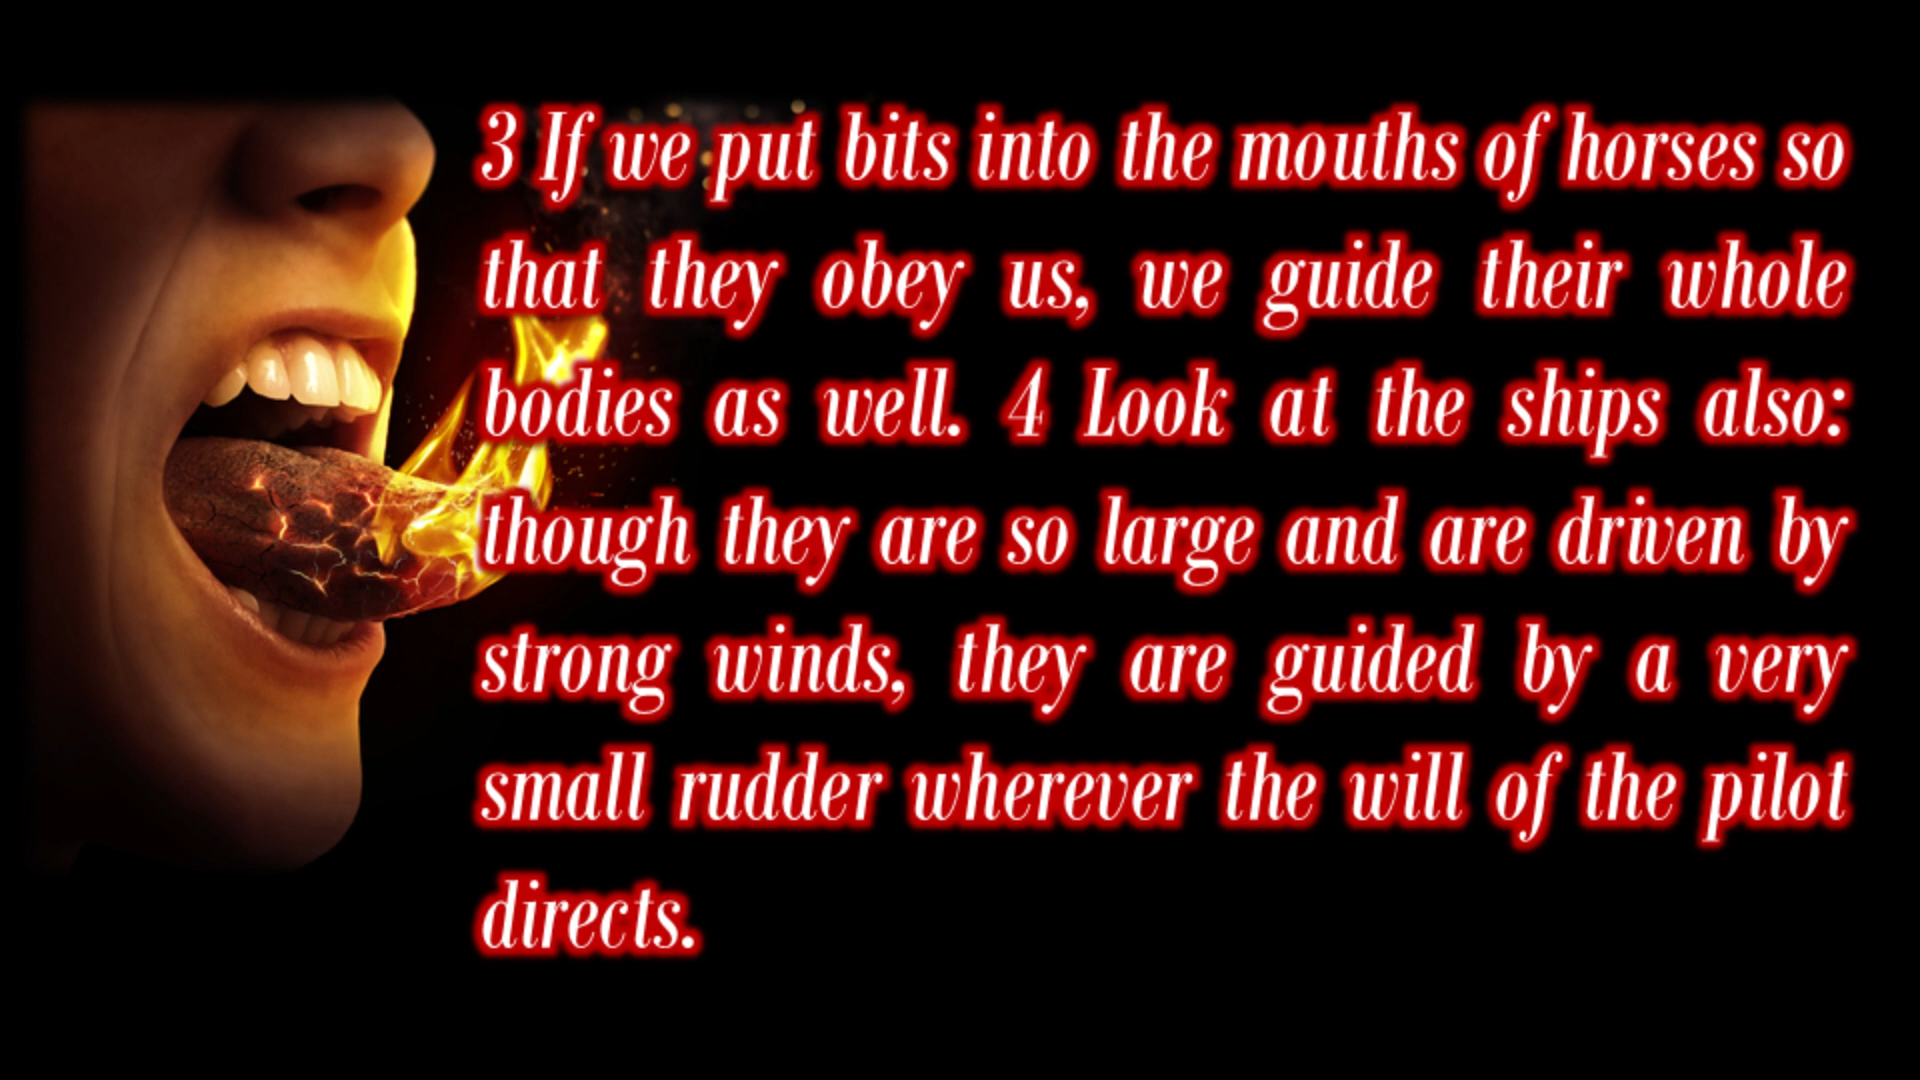 3 If we put bits into the mouths of horses so
that they obey us, we guide their whole
bodies as well. 4 Look at the ships also:
though they are so large and are driven by
strong winds, they are guided by a very
small rudder wherever the will of the pilot
directs.